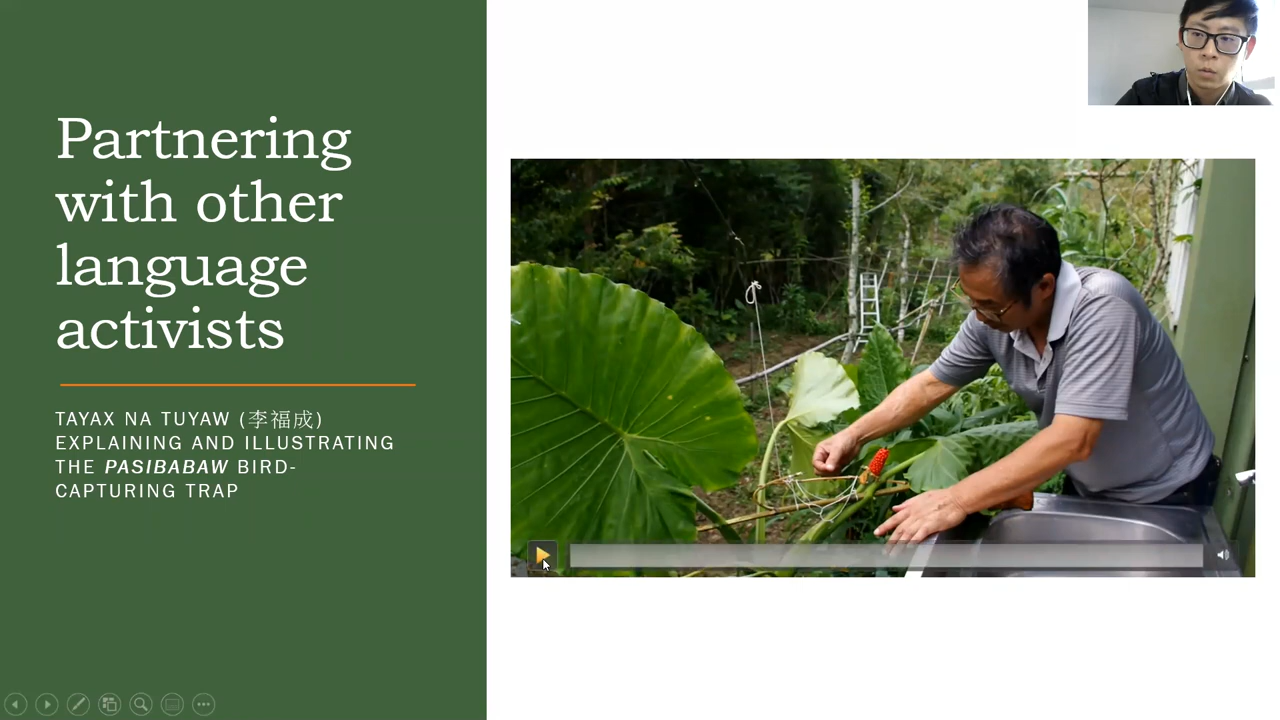 Partnering
with other
language
activists
TAYAX NA TUYAW (李福成)
EXPLAINING AND ILLUSTRATING
THE PASIBABAW BIRD-
CAPTURING TRAP